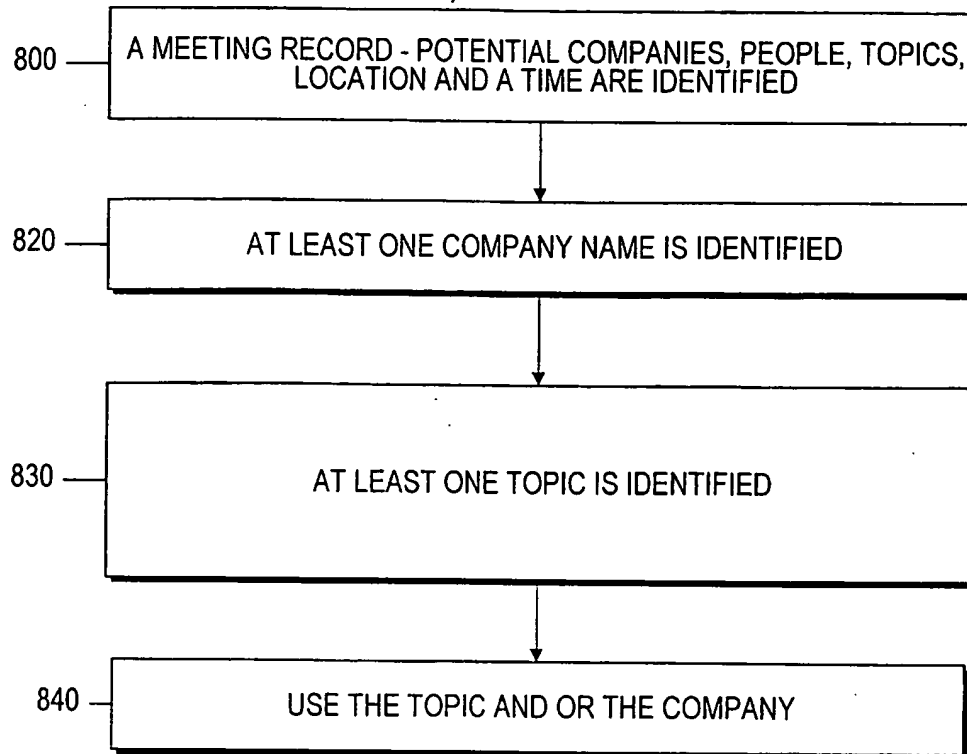 800
A MEETING RECORD - POTENTIAL COMPANIES, PEOPLE, TOPICS,
LOCATION AND A TIME ARE IDENTIFIED
820
AT LEAST ONE COMPANY NAME IS IDENTIFIED
830
AT LEAST ONE TOPIC IS IDENTIFIED
840
USE THE TOPIC AND OR THE COMPANY